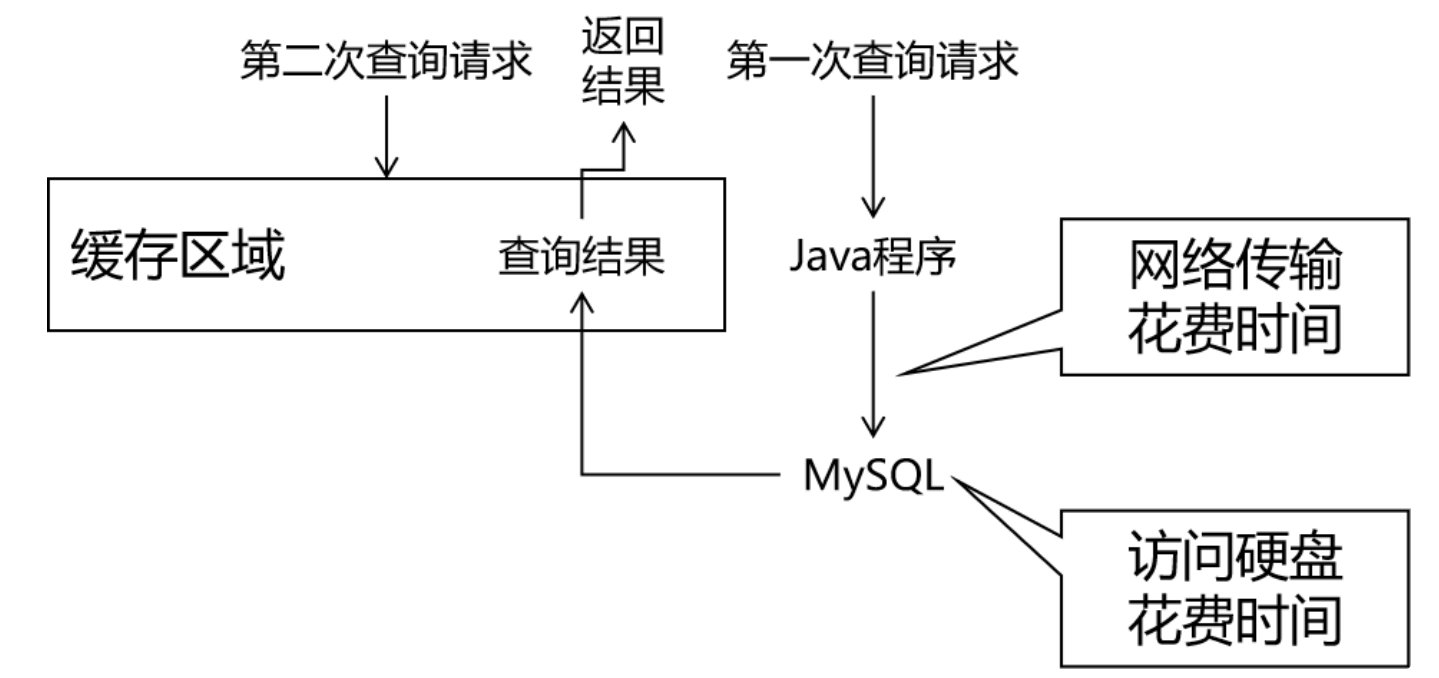 第二次查询请求
返回
结果
第一次查询请求
缓存区域
查询结果
Java程序
网络传输
花费时间
MySQL
访问硬盘
花费时间